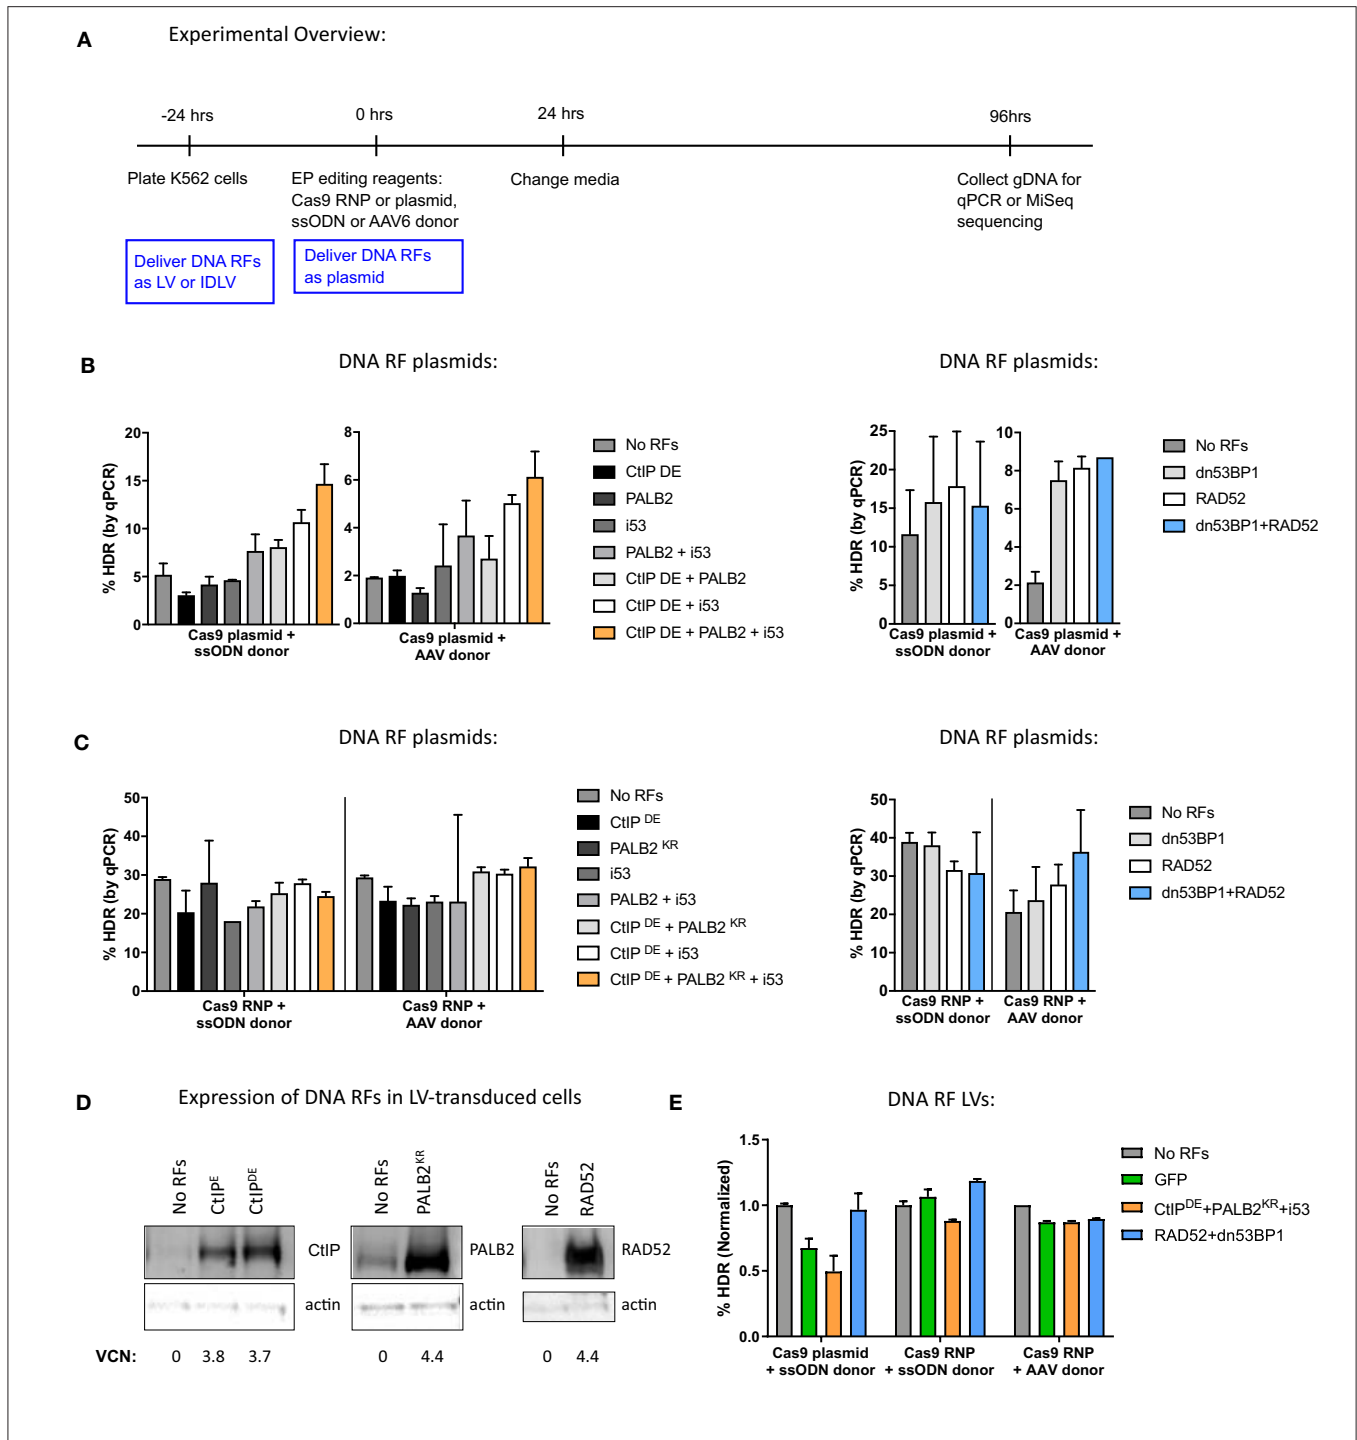 A
Experimental Overview:
-24 hrs
0 hrs
24 hrs
96hrs
Plate K562 cells
EP editing reagents:
Cas9 RNP or plasmid,
ssODN or AAV6 donor
Change media
Collect gDNA for
qPCR or MiSeq
sequencing
Deliver DNA RFs
as LV or IDLV
Deliver DNA RFs
as plasmid
B
DNA RF plasmids:
% HDR (by qPCR)
20
15
10
5
0
Cas9 plasmid +
ssODN donor
8
6
4
2
0
Cas9 plasmid +
AAV donor
No RFs
CtIP DE
PALB2
i53
PALB2 + i53
CtIP DE + PALB2
CtIP DE + i53
CtIP DE + PALB2 + i53
DNA RF plasmids:
% HDR (by qPCR)
25
20
15
10
5
0
Cas9 plasmid +
ssODN donor
10
8
6
4
2
0
Cas9 plasmid +
AAV donor
No RFs
dn53BP1
RAD52
dn53BP1+RAD52
C
DNA RF plasmids:
% HDR (by qPCR)
50
40
30
20
10
0
Cas9 RNP +
ssODN donor
Cas9 RNP +
AAV donor
No RFs
CtIP DE
PALB2 KR
i53
PALB2 + i53
CtIP DE + PALB2 KR
CtIP DE + i53
CtIP DE + PALB2 KR + i53
DNA RF plasmids:
% HDR (by qPCR)
50
40
30
20
10
0
Cas9 RNP +
ssODN donor
Cas9 RNP +
AAV donor
No RFs
dn53BP1
RAD52
dn53BP1+RAD52
D
Expression of DNA RFs in LV-transduced cells
No RFs
CtIPE
CtIPDE
CtIP
actin
No RFs
PALB2KR
PALB2
actin
No RFs
RAD52
RAD52
actin
VCN: 0 3.8 3.7 0 4.4 0 4.4
E
DNA RF LVs:
% HDR (Normalized)
1.5
1.0
0.5
0.0
Cas9 plasmid
+ ssODN donor
Cas9 RNP
+ ssODN donor
Cas9 RNP
+ AAV donor
No RFs
GFP
CtIPDE+PALB2KR+i53
RAD52+dn53BP1